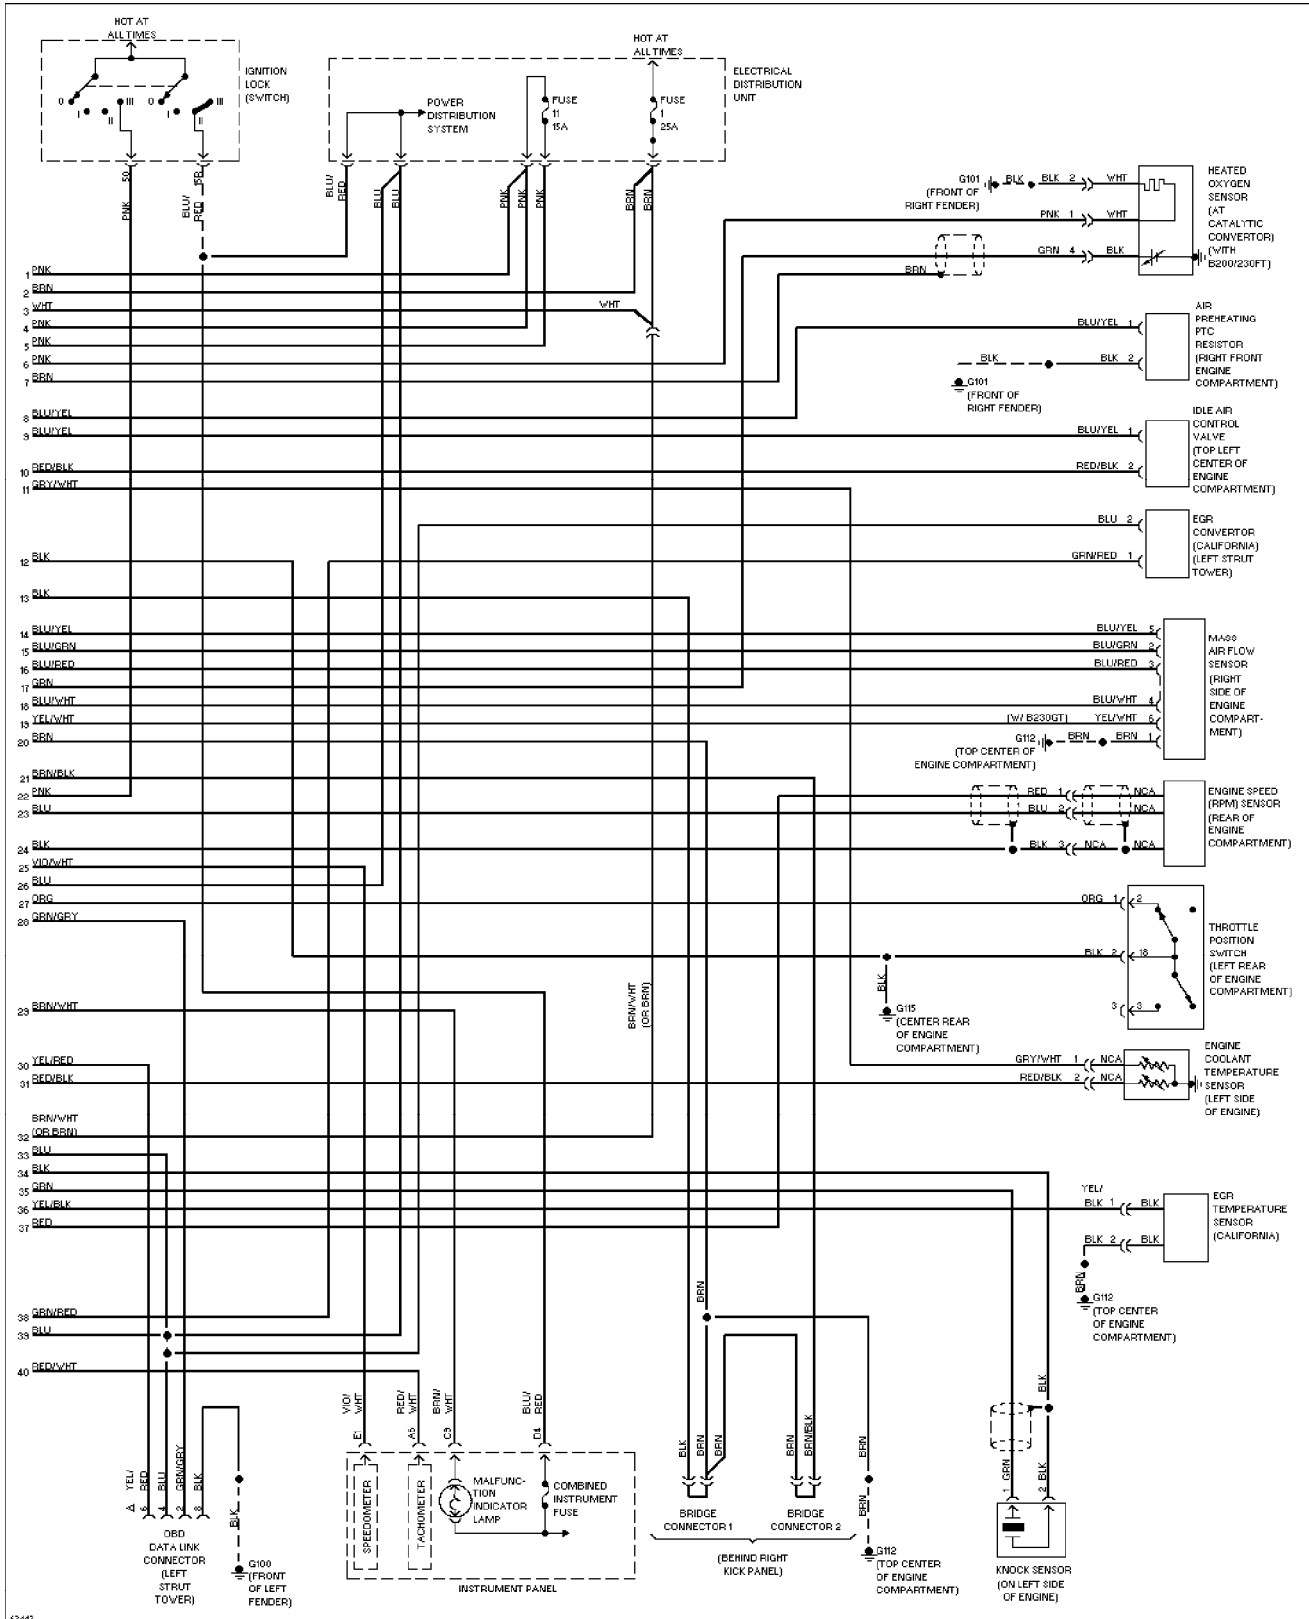 HOT AT
ALL TIMES
IGNITION
LOCK
(SWITCH)
0
I
II
III
0
I
II
III
50
15R
PNK
BLU/
RED
HOT AT
ALL TIMES
ELECTRICAL
DISTRIBUTION
UNIT
POWER
DISTRIBUTION
SYSTEM
FUSE
11
15A
FUSE
1
25A
BLU/
RED
BLU
BLU
PNK
PNK
PNK
BRN
BRN
1 PNK
2 BRN
3 WHT
WHT
4 PNK
5 PNK
6 PNK
7 BRN
8 BLU/YEL
9 BLU/YEL
10 RED/BLK
11 GRY/WHT
12 BLK
13 BLK
14 BLU/YEL
15 BLU/GRN
16 BLU/RED
17 GRN
18 BLU/WHT
19 YEL/WHT
20 BRN
21 BRN/BLK
22 PNK
23 BLU
24 BLK
25 VIO/WHT
26 BLU
27 ORG
28 GRN/GRY
29 BRN/WHT
30 YEL/RED
31 RED/BLK
BRN/WHT
32 (OR BRN)
33 BLU
34 BLK
35 GRN
36 YEL/BLK
37 RED
38 GRN/RED
39 BLU
40 RED/WHT
G101
(FRONT OF
RIGHT FENDER)
BLK
BLK 2 WHT
PNK 1 WHT
GRN 4 BLK
BRN
HEATED
OXYGEN
SENSOR
(AT
CATALYTIC
CONVERTOR)
(WITH
B200/230FT)
BLU/YEL 1
BLK
BLK 2
G101
(FRONT OF
RIGHT FENDER)
AIR
PREHEATING
PTC
RESISTOR
(RIGHT FRONT
ENGINE
COMPARTMENT)
BLU/YEL 1
RED/BLK 2
IDLE AIR
CONTROL
VALVE
(TOP LEFT
CENTER OF
ENGINE
COMPARTMENT)
BLU 2
GRN/RED 1
EGR
CONVERTOR
(CALIFORNIA)
(LEFT STRUT
TOWER)
BLU/YEL 5
BLU/GRN 2
BLU/RED 3
BLU/WHT 4
(W/ B230GT) YEL/WHT 6
G112 BRN BRN 1
(TOP CENTER OF
ENGINE COMPARTMENT)
MASS
AIR FLOW
SENSOR
(RIGHT
SIDE OF
ENGINE
COMPART-
MENT)
RED 1 NCA
BLU 2 NCA
BLK 3 NCA NCA
ENGINE SPEED
(RPM) SENSOR
(REAR OF
ENGINE
COMPARTMENT)
ORG 1 2
BLK 2 18
3 3
THROTTLE
POSITION
SWITCH
(LEFT REAR
OF ENGINE
COMPARTMENT)
BLK
G115
(CENTER REAR
OF ENGINE
COMPARTMENT)
BRN/WHT
(OR BRN)
GRY/WHT 1 NCA
RED/BLK 2 NCA
ENGINE
COOLANT
TEMPERATURE
SENSOR
(LEFT SIDE
OF ENGINE)
YEL/
BLK 1 BLK
BLK 2 BLK
EGR
TEMPERATURE
SENSOR
(CALIFORNIA)
BRN
G112
(TOP CENTER
OF ENGINE
COMPARTMENT)
A
YEL/
RED
BLU
GRN/GRY
BLK
6
4
2
8
BLK
OBD
DATA LINK
CONNECTOR
(LEFT
STRUT
TOWER)
G100
(FRONT
OF LEFT
FENDER)
VIO/
WHT
RED/
WHT
BRN/
WHT
BLU/
RED
E1
A5
C9
D4
SPEEDOMETER
TACHOMETER
MALFUNC-
TION
INDICATOR
LAMP
COMBINED
INSTRUMENT
FUSE
INSTRUMENT PANEL
BRN
BLK
BRN
BRN
BRN
BRN/BLK
BRN
BRN
BRIDGE
CONNECTOR 1
BRIDGE
CONNECTOR 2
(BEHIND RIGHT
KICK PANEL)
G112
(TOP CENTER
OF ENGINE
COMPARTMENT)
BLK
GRN
BLK
1
2
KNOCK SENSOR
(ON LEFT SIDE
OF ENGINE)